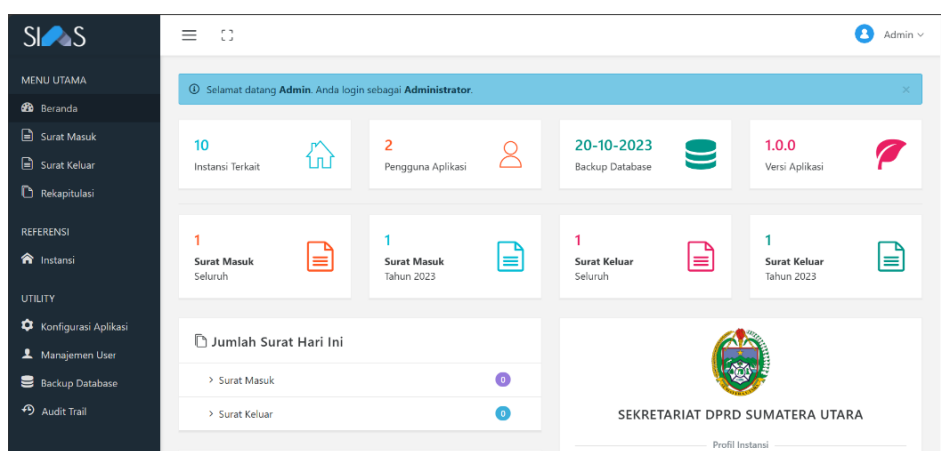 SIAS
Admin
MENU UTAMA
Beranda
Surat Masuk
Surat Keluar
Rekapitulasi
REFERENSI
Instansi
UTILITY
Konfigurasi Aplikasi
Manajemen User
Backup Database
Audit Trail
Selamat datang Admin. Anda login sebagai Administrator.
10
Instansi Terkait
2
Pengguna Aplikasi
20-10-2023
Backup Database
1.0.0
Versi Aplikasi
1
Surat Masuk
Seluruh
1
Surat Masuk
Tahun 2023
1
Surat Keluar
Seluruh
1
Surat Keluar
Tahun 2023
Jumlah Surat Hari Ini
Surat Masuk 0
Surat Keluar 0
SEKRETARIAT DPRD SUMATERA UTARA
Profil Instansi